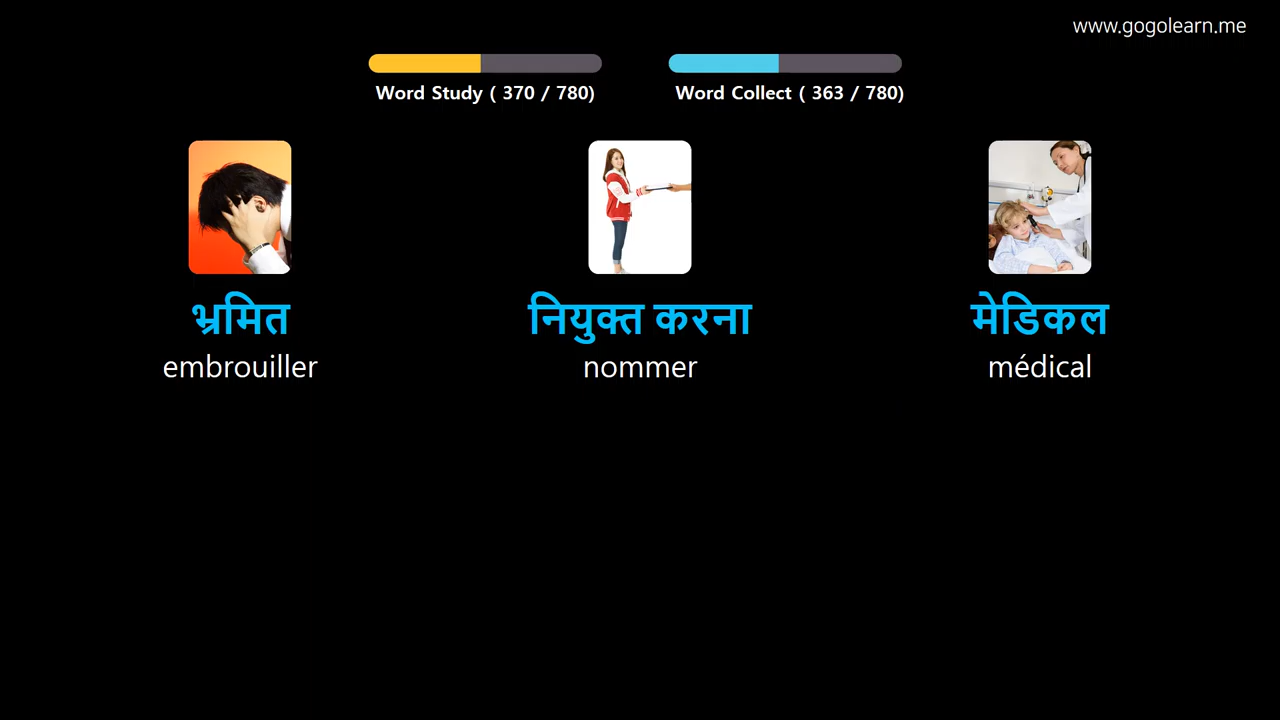 www.gogolearn.me
Word Study ( 370 / 780)
Word Collect ( 363 / 780)
भ्रमित
embrouiller
नियुक्त करना
nommer
मेडिकल
médical